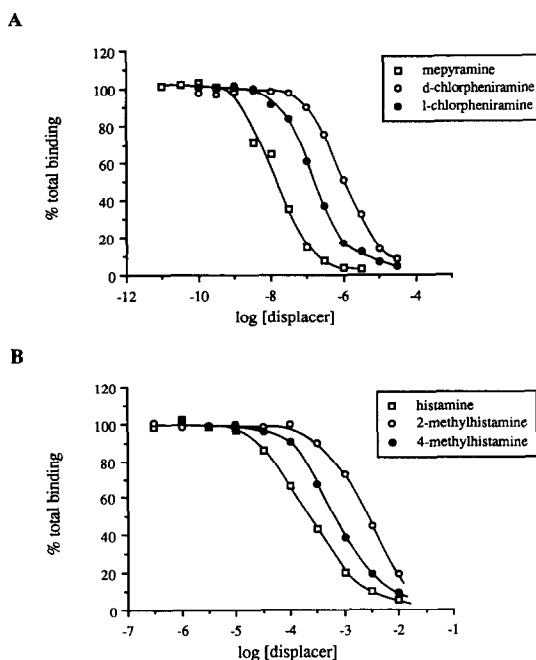 A
120
100
80
60
40
20
0
% total binding
-12 -10 -8 -6 -4
log [displacer]
mepyramine
d-chlorpheniramine
l-chlorpheniramine
B
120
100
80
60
40
20
0
% total binding
-7 -6 -5 -4 -3 -2 -1
log [displacer]
histamine
2-methylhistamine
4-methylhistamine